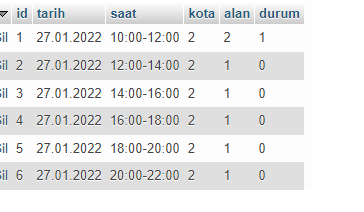 id tarih saat kota alan durum
Sil 1 27.01.2022 10:00-12:00 2 2 1
Sil 2 27.01.2022 12:00-14:00 2 1 0
Sil 3 27.01.2022 14:00-16:00 2 1 0
Sil 4 27.01.2022 16:00-18:00 2 1 0
Sil 5 27.01.2022 18:00-20:00 2 1 0
Sil 6 27.01.2022 20:00-22:00 2 1 0